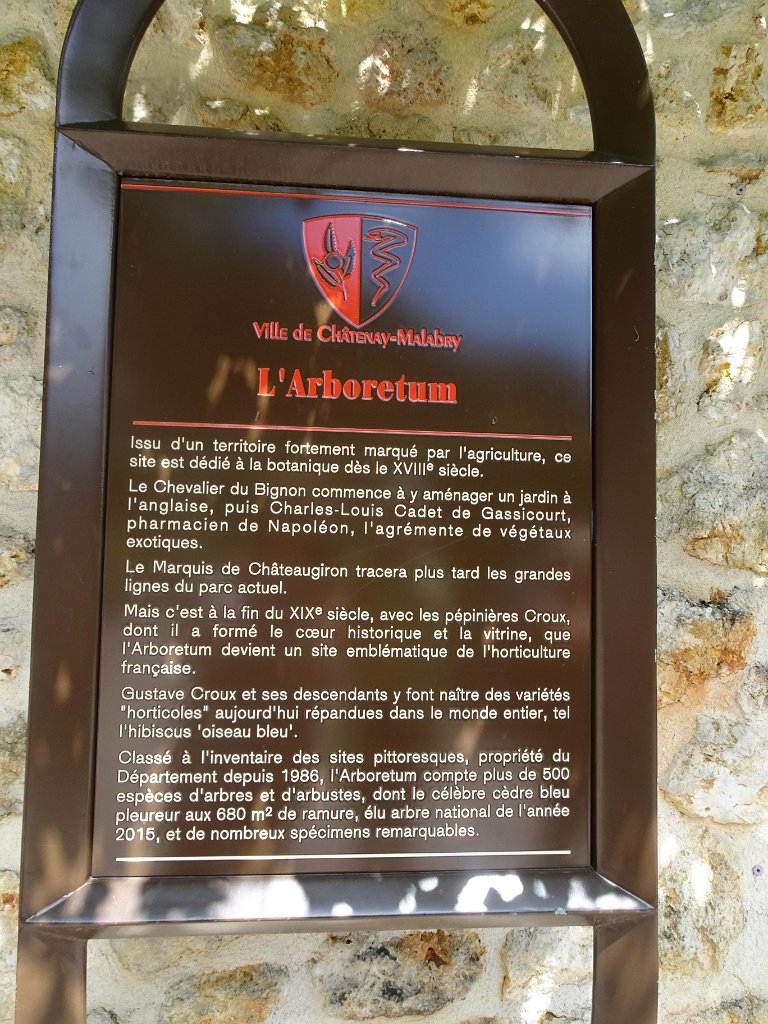 Ville de Châtenay-Malabry
L'Arboretum
Issu d'un territoire fortement marqué par l'agriculture, ce
site est dédié à la botanique dès le XVIIIe siècle.
Le Chevalier du Bignon commence à y aménager un jardin à
l'anglaise, puis Charles-Louis Cadet de Gassicourt,
pharmacien de Napoléon, l'agrémente de végétaux
exotiques.
Le Marquis de Châteaugiron tracera plus tard les grandes
lignes du parc actuel.
Mais c'est à la fin du XIXe siècle, avec les pépinières Croux,
dont il a formé le cœur historique et la vitrine, que
l'Arboretum devient un site emblématique de l'horticulture
française.
Gustave Croux et ses descendants y font naître des variétés
"horticoles" aujourd'hui répandues dans le monde entier, tel
l'hibiscus 'oiseau bleu'.
Classé à l'inventaire des sites pittoresques, propriété du
Département depuis 1986, l'Arboretum compte plus de 500
espèces d'arbres et d'arbustes, dont le célèbre cèdre bleu
pleureur aux 680 m² de ramure, élu arbre national de l'année
2015, et de nombreux spécimens remarquables.